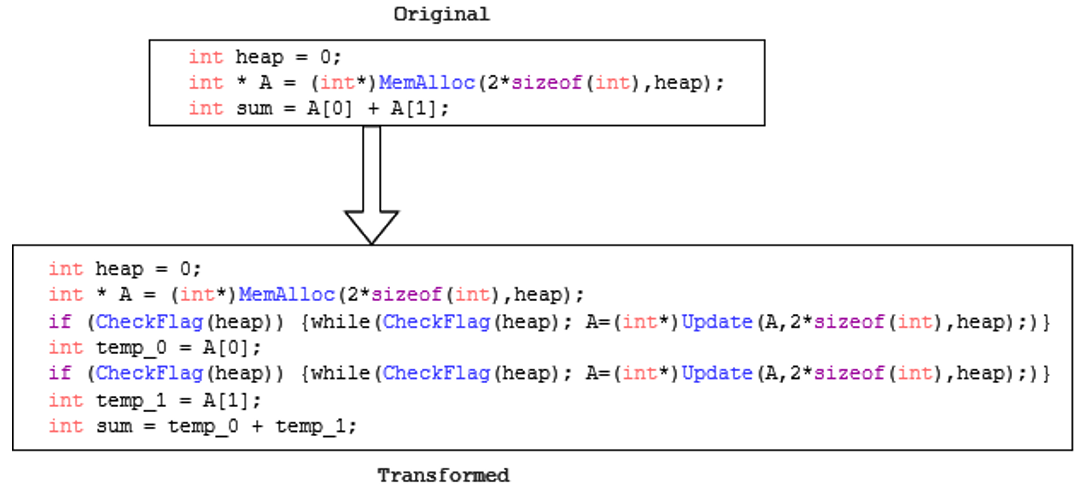 Original
int heap = 0;
int * A = (int*)MemAlloc(2*sizeof(int),heap);
int sum = A[0] + A[1];
int heap = 0;
int * A = (int*)MemAlloc(2*sizeof(int),heap);
if (CheckFlag(heap)) {while(CheckFlag(heap); A=(int*)Update(A,2*sizeof(int),heap);)}
int temp_0 = A[0];
if (CheckFlag(heap)) {while(CheckFlag(heap); A=(int*)Update(A,2*sizeof(int),heap);)}
int temp_1 = A[1];
int sum = temp_0 + temp_1;
Transformed